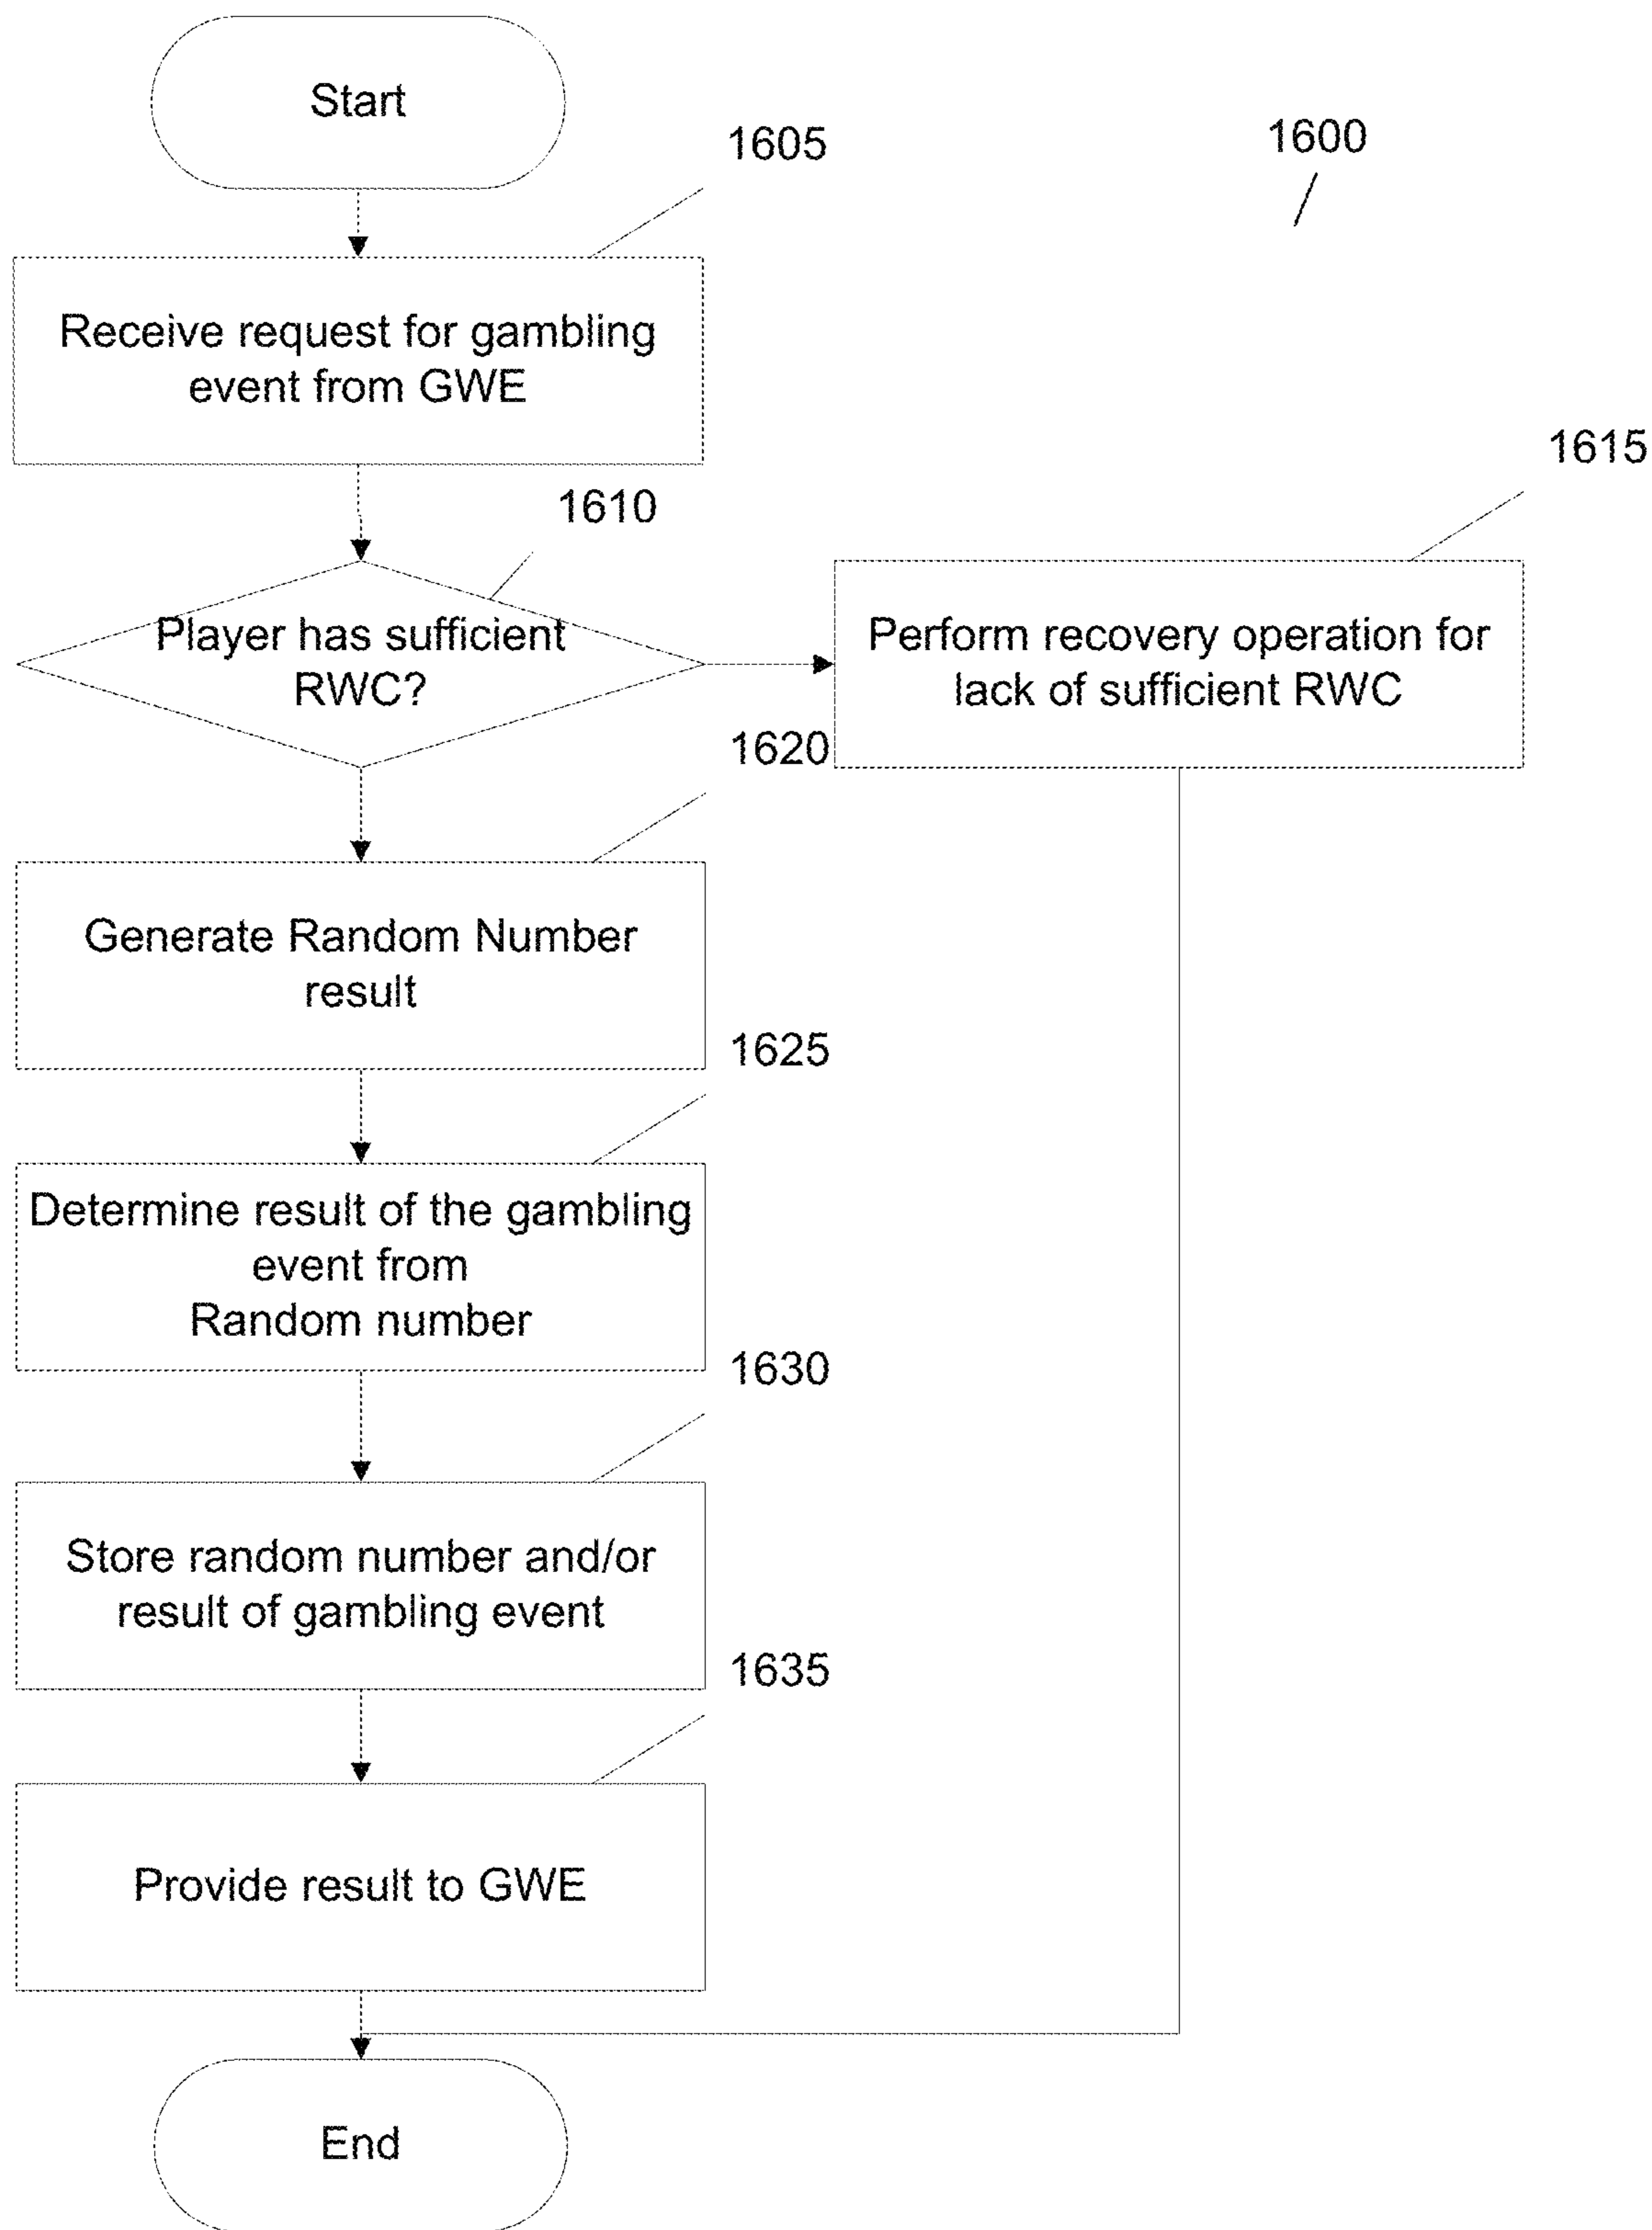 Start
1605
1600
Receive request for gambling
event from GWE
1615
1610
Player has sufficient
RWC?
Perform recovery operation for
lack of sufficient RWC
1620
Generate Random Number
result
1625
Determine result of the gambling
event from
Random number
1630
Store random number and/or
result of gambling event
1635
Provide result to GWE
End